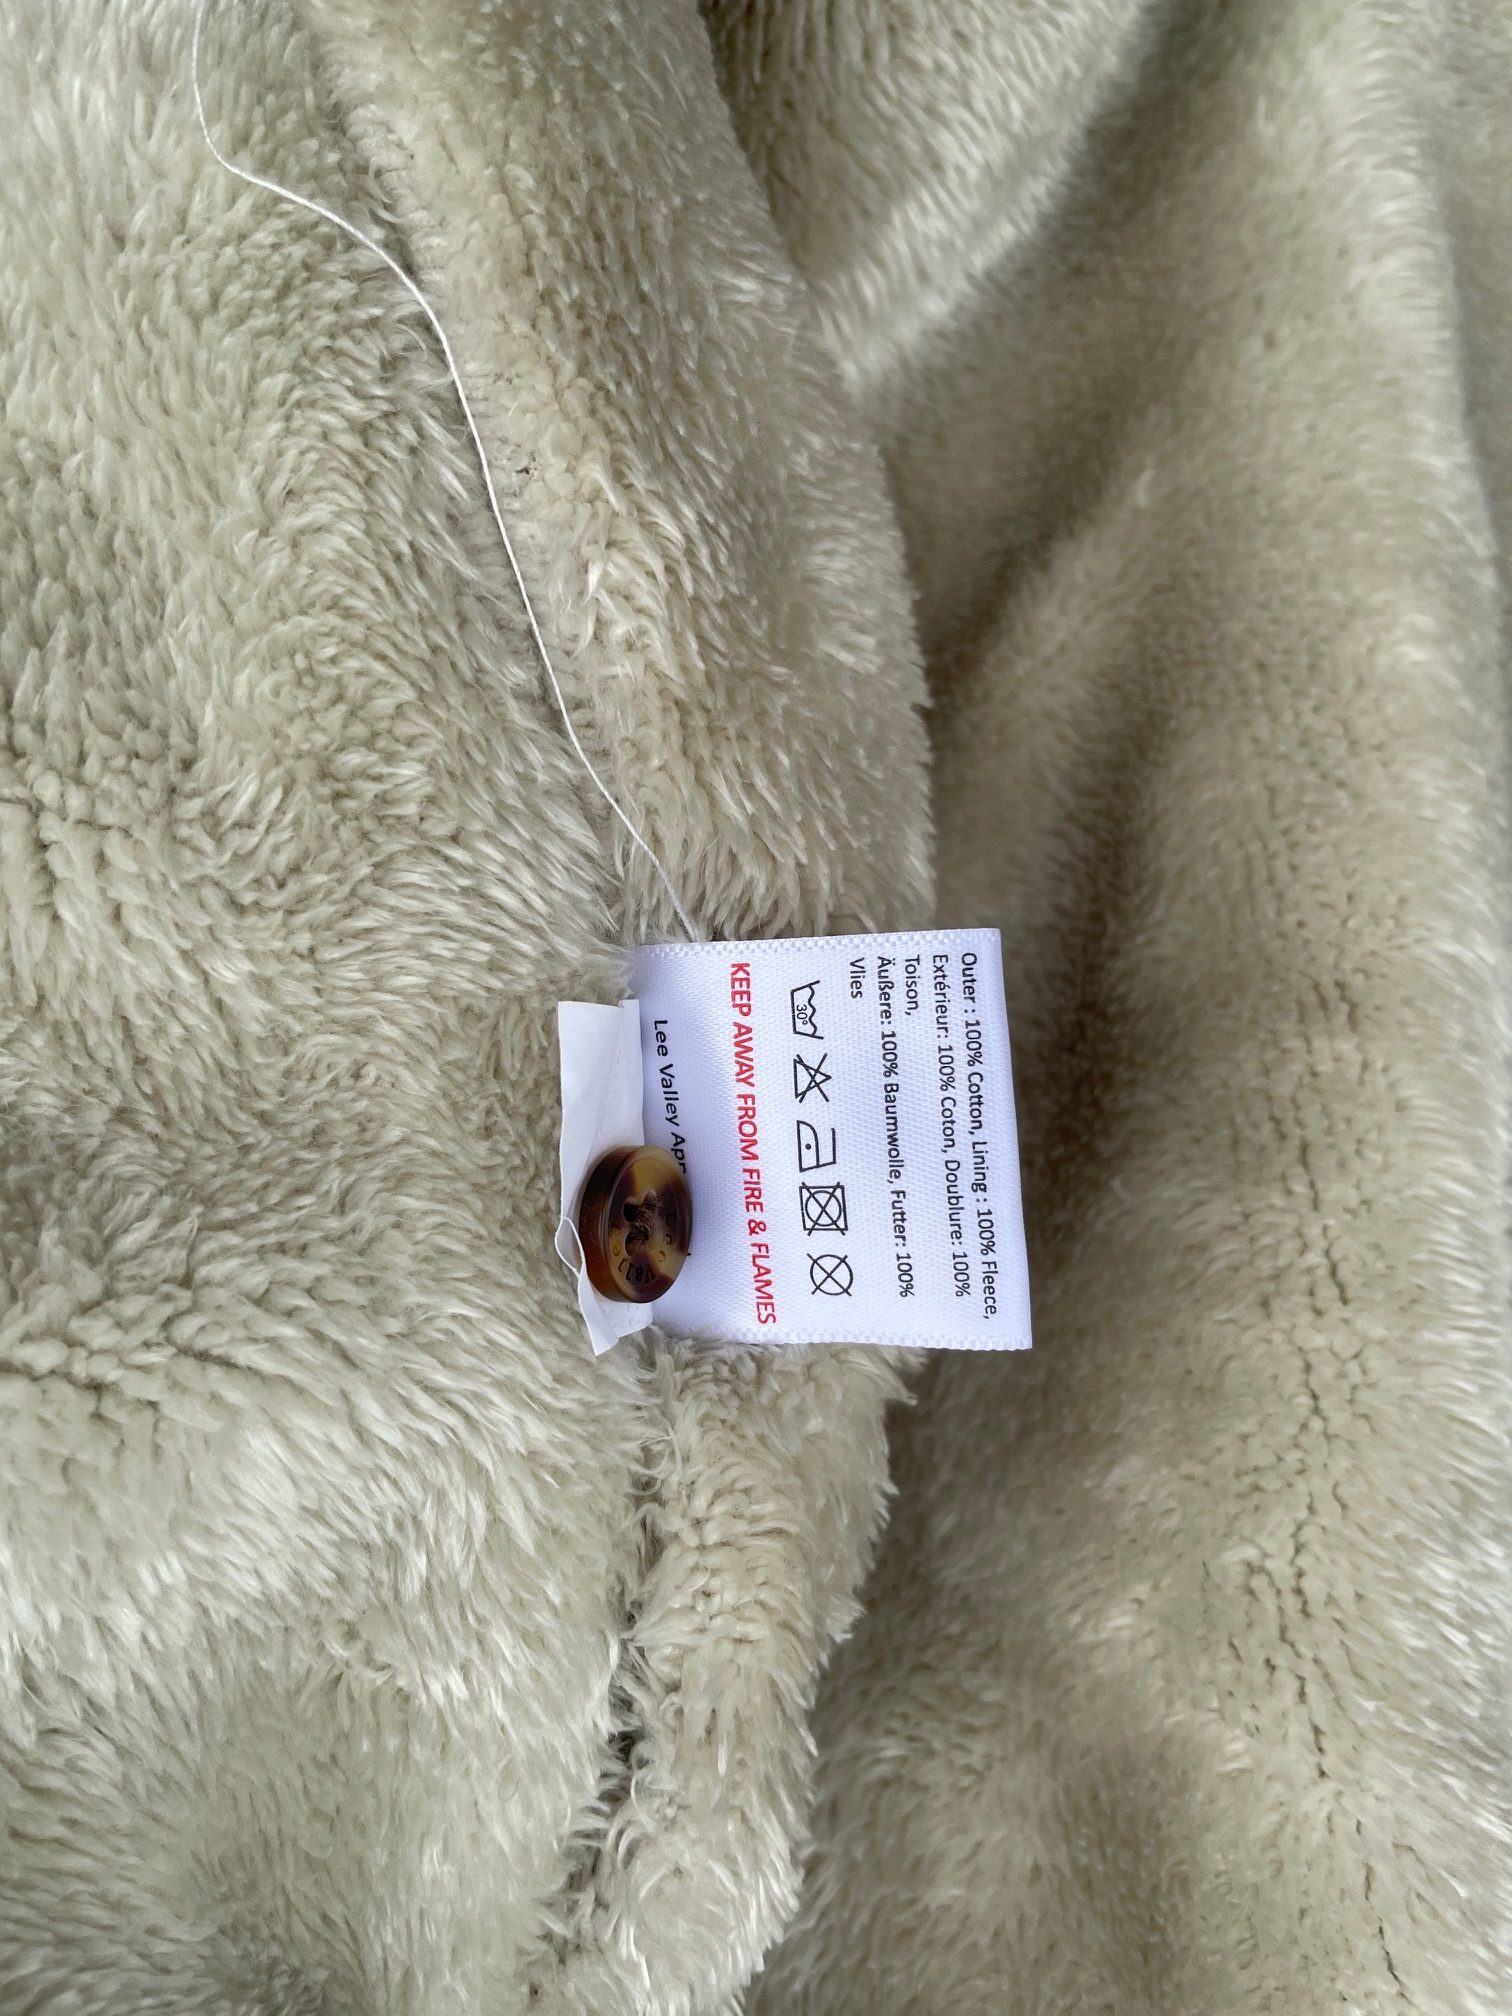 Outer : 100% Cotton, Lining : 100% Fleece,
Extérieur: 100% Coton, Doublure: 100%
Toison,
Äußere: 100% Baumwolle, Futter: 100%
Vlies
30°
KEEP AWAY FROM FIRE & FLAMES
Lee Valley